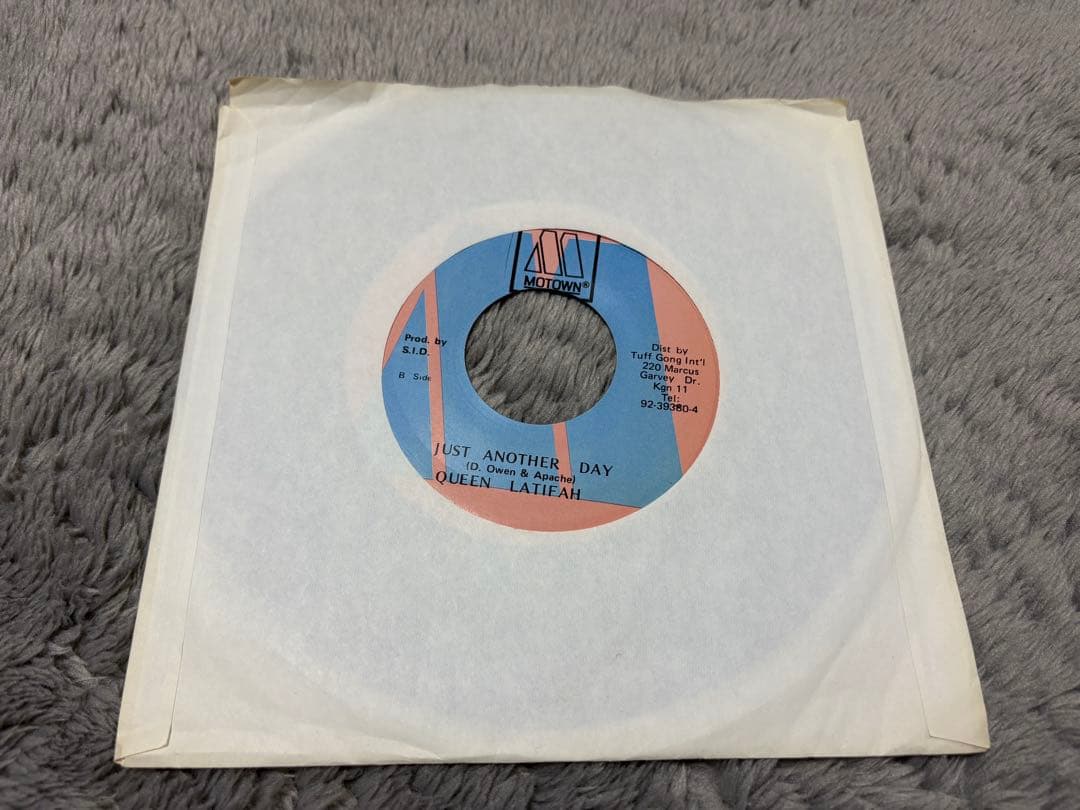 MOTOWN®
Prod. by
S.I.D.
B Side
Dist by
Tuff Gong Int'l
220 Marcus
Garvey Dr.
Kgn 11
Tel:
92-39380-4
JUST ANOTHER DAY
(D. Owen & Apache)
QUEEN LATIFAH